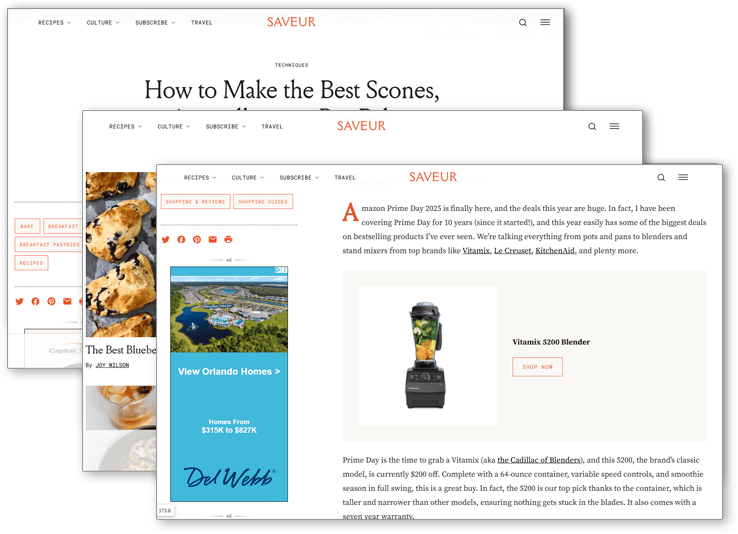 RECIPES CULTURE SUBSCRIBE TRAVEL SAVEUR
TECHNIQUES
How to Make the Best Scones,
BAKE BREAKFAST
BREAKFAST PASTRIES
RECIPES
RECIPES CULTURE SUBSCRIBE TRAVEL SAVEUR
The Best Bluebe
By JOY WILSON
RECIPES CULTURE SUBSCRIBE TRAVEL SAVEUR
SHOPPING & REVIEWS SHOPPING GUIDES
ad
View Orlando Homes >
Homes From
$315K to $827K
Del Webb®
ad
373.6
Amazon Prime Day 2025 is finally here, and the deals this year are huge. In fact, I have been
covering Prime Day for 10 years (since it started!), and this year easily has some of the biggest deals
on bestselling products I've ever seen. We're talking everything from pots and pans to blenders and
stand mixers from top brands like Vitamix, Le Creuset, KitchenAid, and plenty more.
Vitamix 5200 Blender
SHOP NOW
Prime Day is the time to grab a Vitamix (aka the Cadillac of Blenders), and this 5200, the brand's classic
model, is currently $200 off. Complete with a 64-ounce container, variable speed controls, and smoothie
season in full swing, this is a great buy. In fact, the 5200 is our top pick thanks to the container, which is
taller and narrower than other models, ensuring nothing gets stuck in the blades. It also comes with a
seven year warranty.